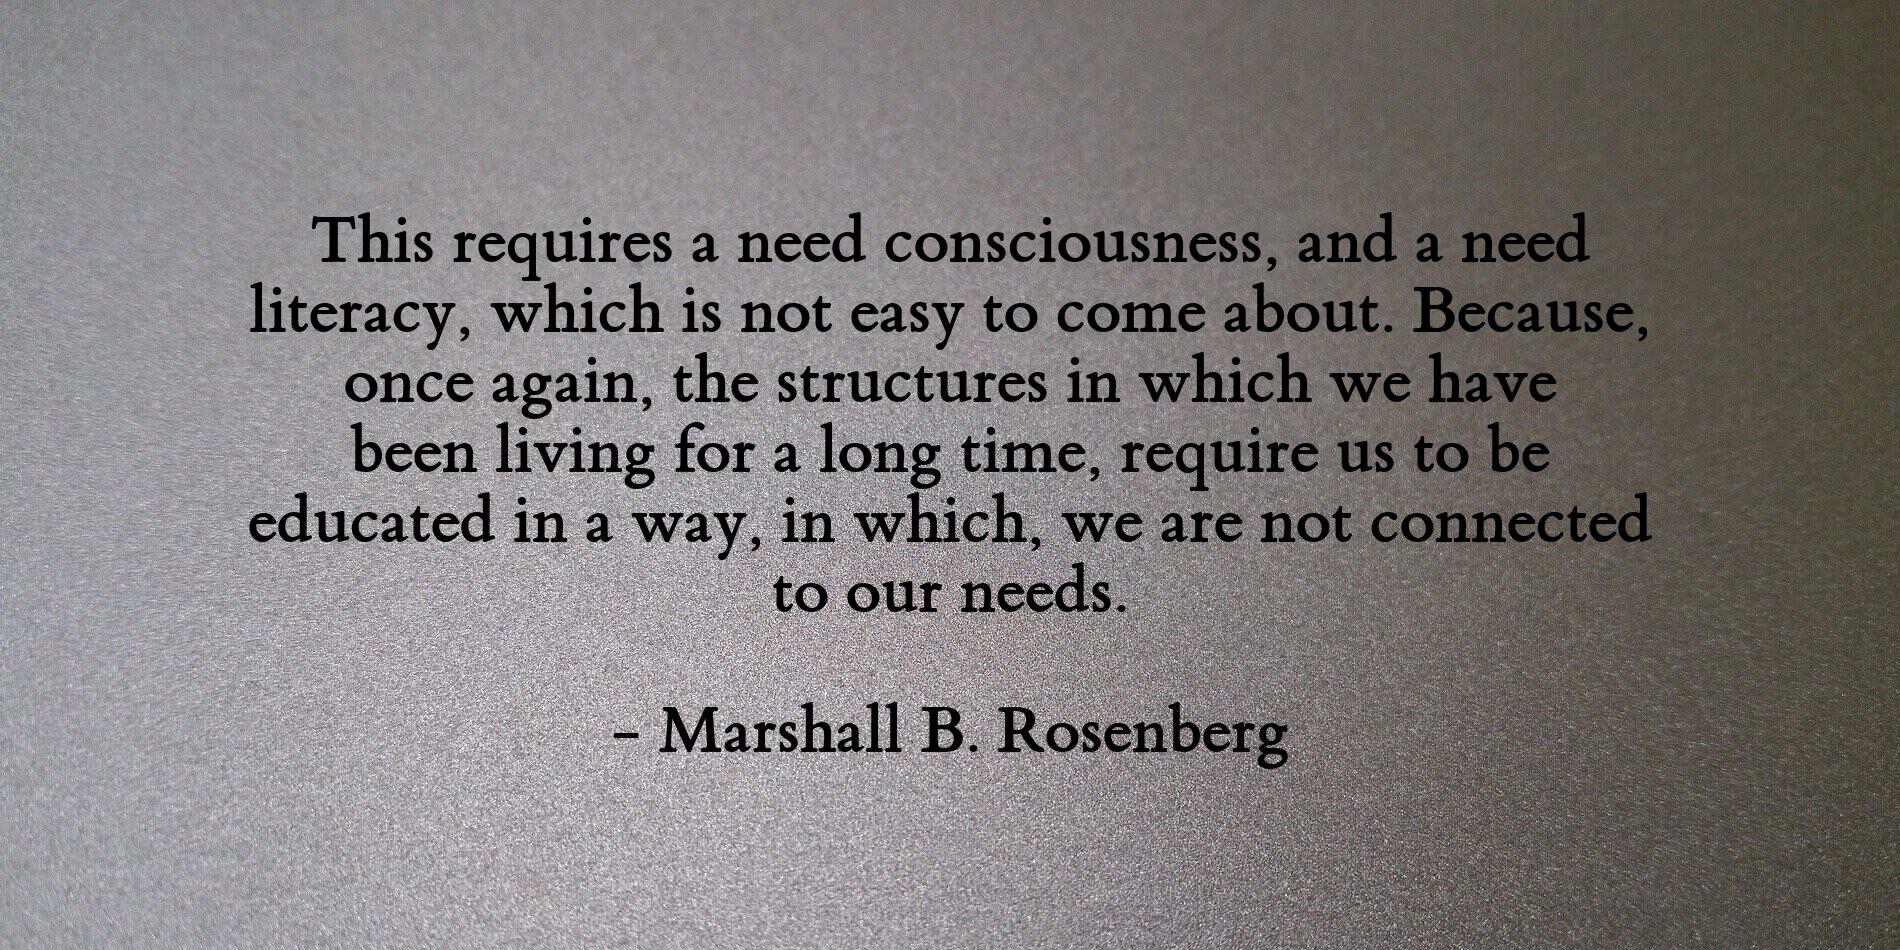 This requires a need consciousness, and a need
literacy, which is not easy to come about. Because,
once again, the structures in which we have
been living for a long time, require us to be
educated in a way, in which, we are not connected
to our needs.
– Marshall B. Rosenberg